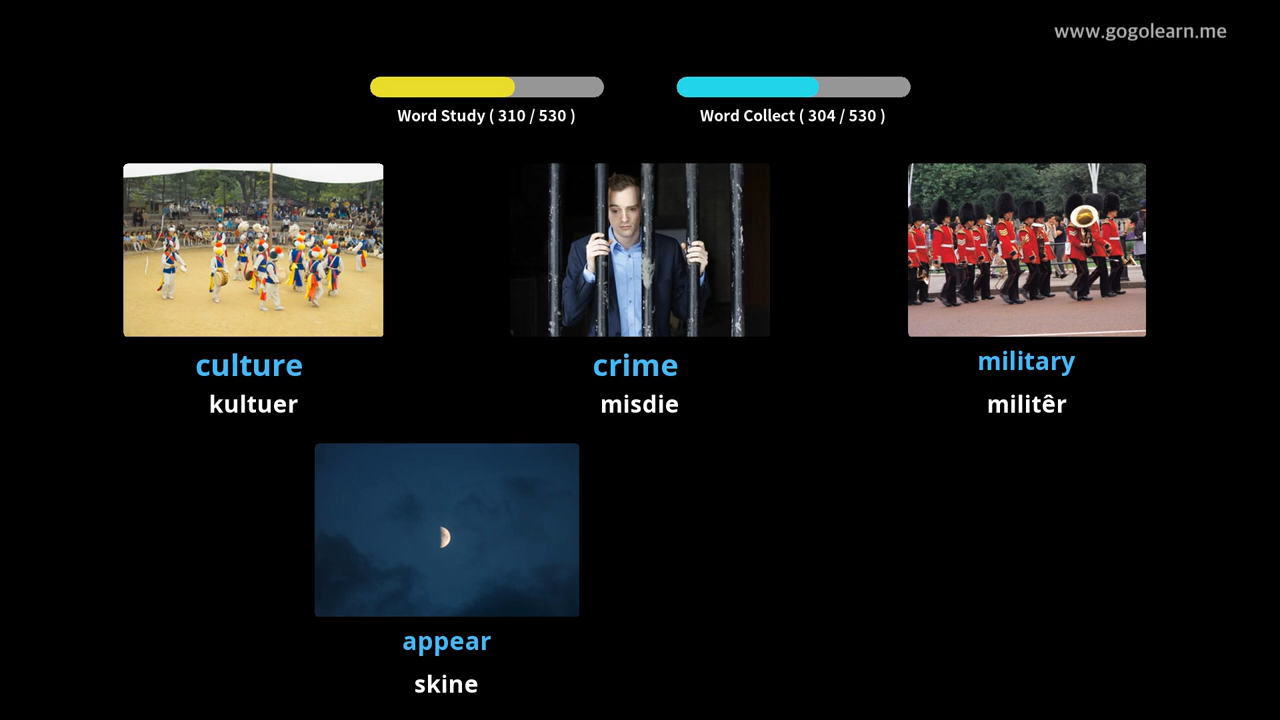 www.gogolearn.me
Word Study ( 310 / 530 )
Word Collect ( 304 / 530 )
culture
kultuer
crime
misdie
military
militêr
appear
skine